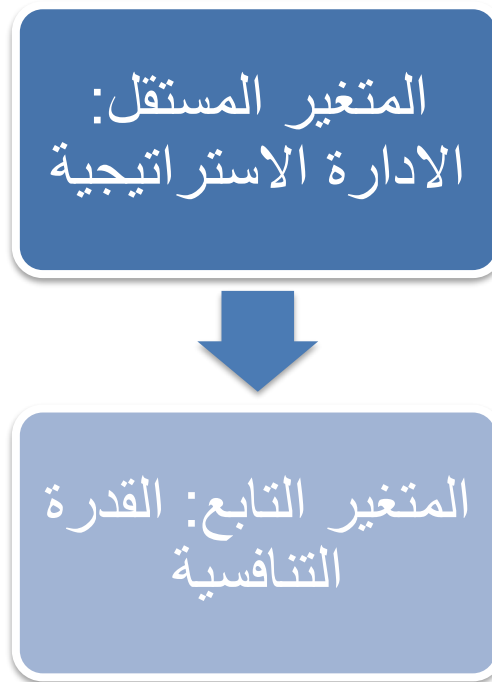 المتغير المستقل:
الادارة الاستراتيجية
المتغير التابع: القدرة
التنافسية